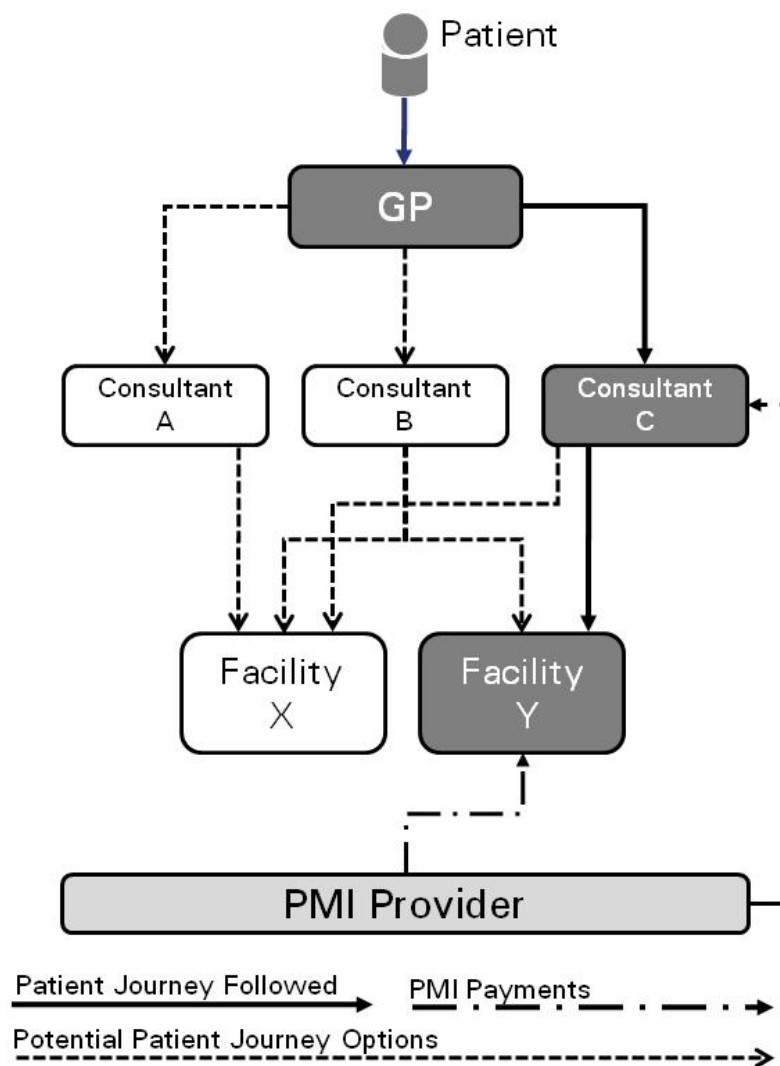 Patient
GP
Consultant
A
Consultant
B
Consultant
C
Facility
X
Facility
Y
PMI Provider
Patient Journey Followed
PMI Payments
Potential Patient Journey Options